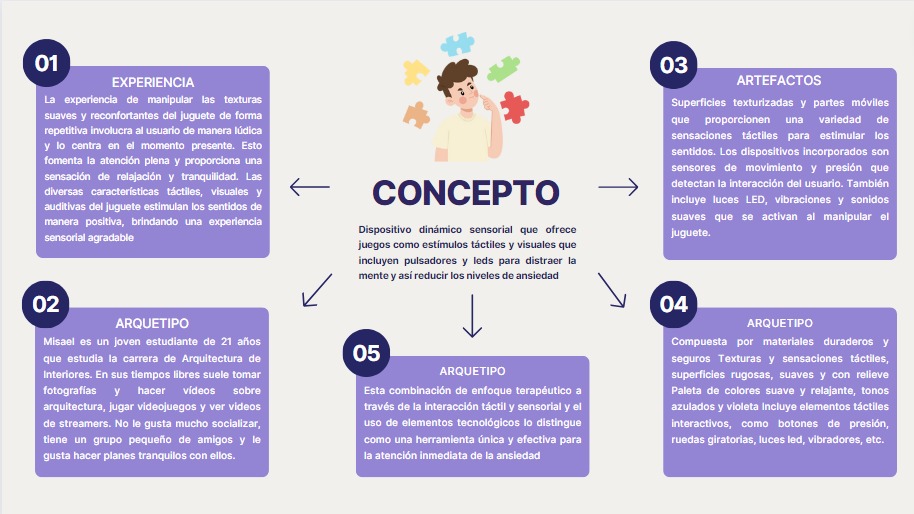 01
EXPERIENCIA
La experiencia de manipular las texturas
suaves y reconfortantes del juguete de forma
repetitiva involucra al usuario de manera lúdica
y lo centra en el momento presente. Esto
fomenta la atención plena y proporciona una
sensación de relajación y tranquilidad. Las
diversas características táctiles, visuales y
auditivas del juguete estimulan los sentidos de
manera positiva, brindando una experiencia
sensorial agradable
02
ARQUETIPO
Misael es un joven estudiante de 21 años
que estudia la carrera de Arquitectura de
Interiores. En sus tiempos libres suele tomar
fotografías y hacer vídeos sobre
arquitectura, jugar videojuegos y ver videos
de streamers. No le gusta mucho socializar,
tiene un grupo pequeño de amigos y le
gusta hacer planes tranquilos con ellos.
CONCEPTO
Dispositivo dinámico sensorial que ofrece
juegos como estímulos táctiles y visuales que
incluyen pulsadores y leds para distraer la
mente y así reducir los niveles de ansiedad
05
ARQUETIPO
Esta combinación de enfoque terapéutico a
través de la interacción táctil y sensorial y el
uso de elementos tecnológicos lo distingue
como una herramienta única y efectiva para
la atención inmediata de la ansiedad
03
ARTEFACTOS
Superficies texturizadas y partes móviles
que proporcionen una variedad de
sensaciones táctiles para estimular los
sentidos. Los dispositivos incorporados son
sensores de movimiento y presión que
detectan la interacción del usuario. También
incluye luces LED, vibraciones y sonidos
suaves que se activan al manipular el
juguete.
04
ARQUETIPO
Compuesta por materiales duraderos y
seguros Texturas y sensaciones táctiles,
superficies rugosas, suaves y con relieve
Paleta de colores suave y relajante, tonos
azulados y violeta Incluye elementos táctiles
interactivos, como botones de presión,
ruedas giratorias, luces led, vibradores, etc.